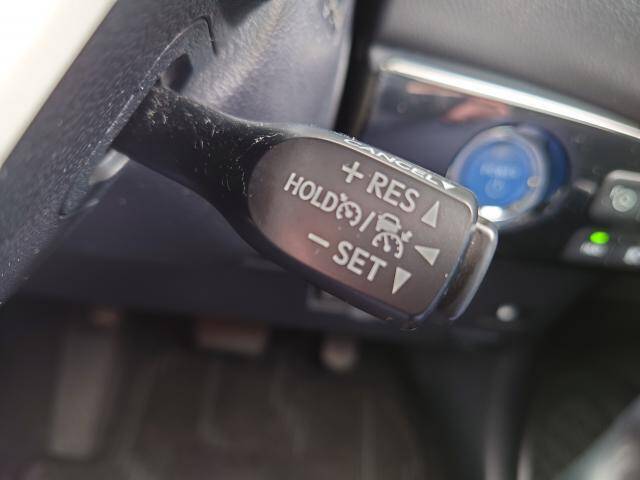 CANCEL
+ RES
HOLD /
- SET